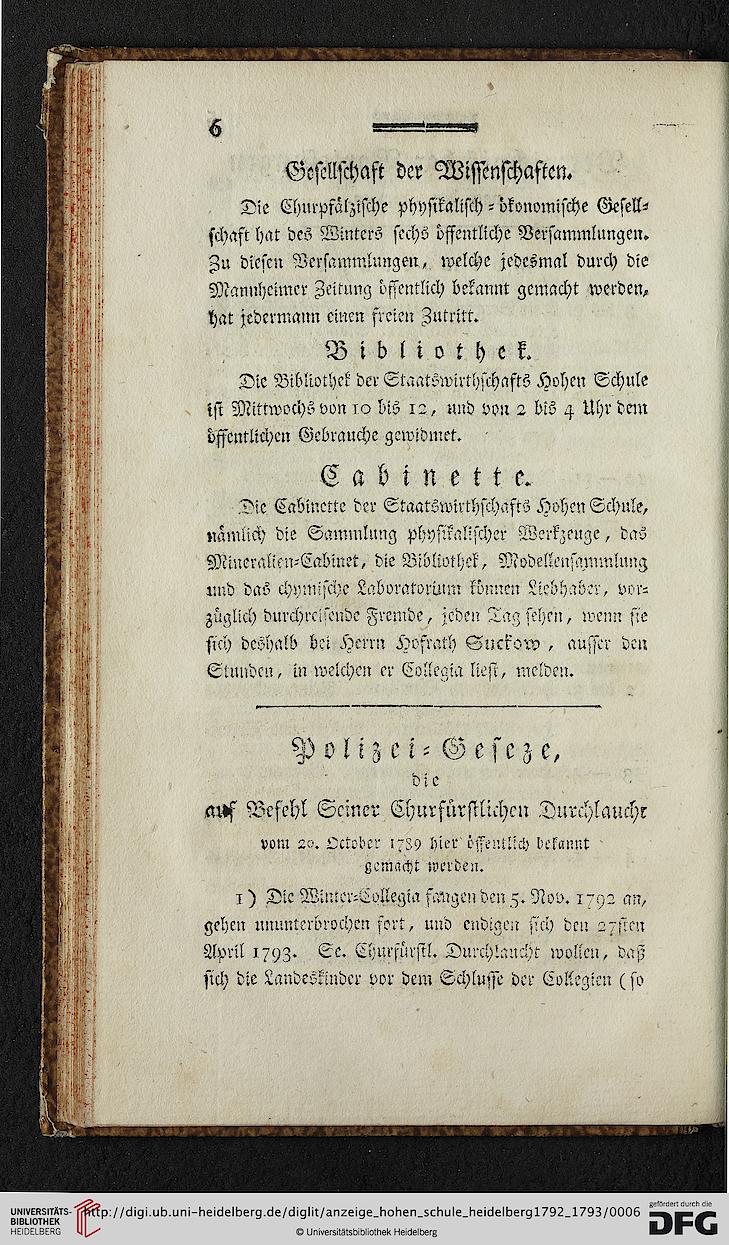 6
Gesellschaft der Wissenschaften.
Die Churpfälzische physikalisch=ökonomische Gesell=
schaft hat des Winters sechs öffentliche Versammlungen.
Zu diesen Versammlungen, welche jedesmal durch die
Mannheimer Zeitung öffentlich bekannt gemacht werden,
hat jedermann einen freien Zutritt.
Bibliothek.
Die Bibliothek der Staatswirthschafts Hohen Schule
ist Mittwochs von 10 bis 12, und von 2 bis 4 Uhr dem
öffentlichen Gebrauche gewidmet.
Cabinette.
Die Cabinette der Staatswirthschafts Hohen Schule,
nämlich die Sammlung physikalischer Werkzeuge, das
Mineralien=Cabinet, die Bibliothek, Modellensammlung
und das chymische Laboratorium können Liebhaber, vor=
züglich durchreisende Fremde, jeden Tag sehen, wenn sie
sich deshalb bei Herrn Hofrath Suckow, ausser den
Stunden, in welchen er Collegia liest, melden.
Polizei=Geseze,
die
auf Befehl Seiner Churfürstlichen Durchlaucht
vom 20. October 1789 hier öffentlich bekannt
gemacht werden.
1) Die Winter=Collegia fangen den 5. Nov. 1792 an,
gehen ununterbrochen fort, und endigen sich den 27sten
April 1793. Se. Churfürstl. Durchlaucht wollen, daß
sich die Landeskinder vor dem Schlusse der Collegien (so
UNIVERSITÄTS-
BIBLIOTHEK
HEIDELBERG
http://digi.ub.uni-heidelberg.de/diglit/anzeige_hohen_schule_heidelberg1792_1793/0006
© Universitätsbibliothek Heidelberg
gefördert durch die
DFG